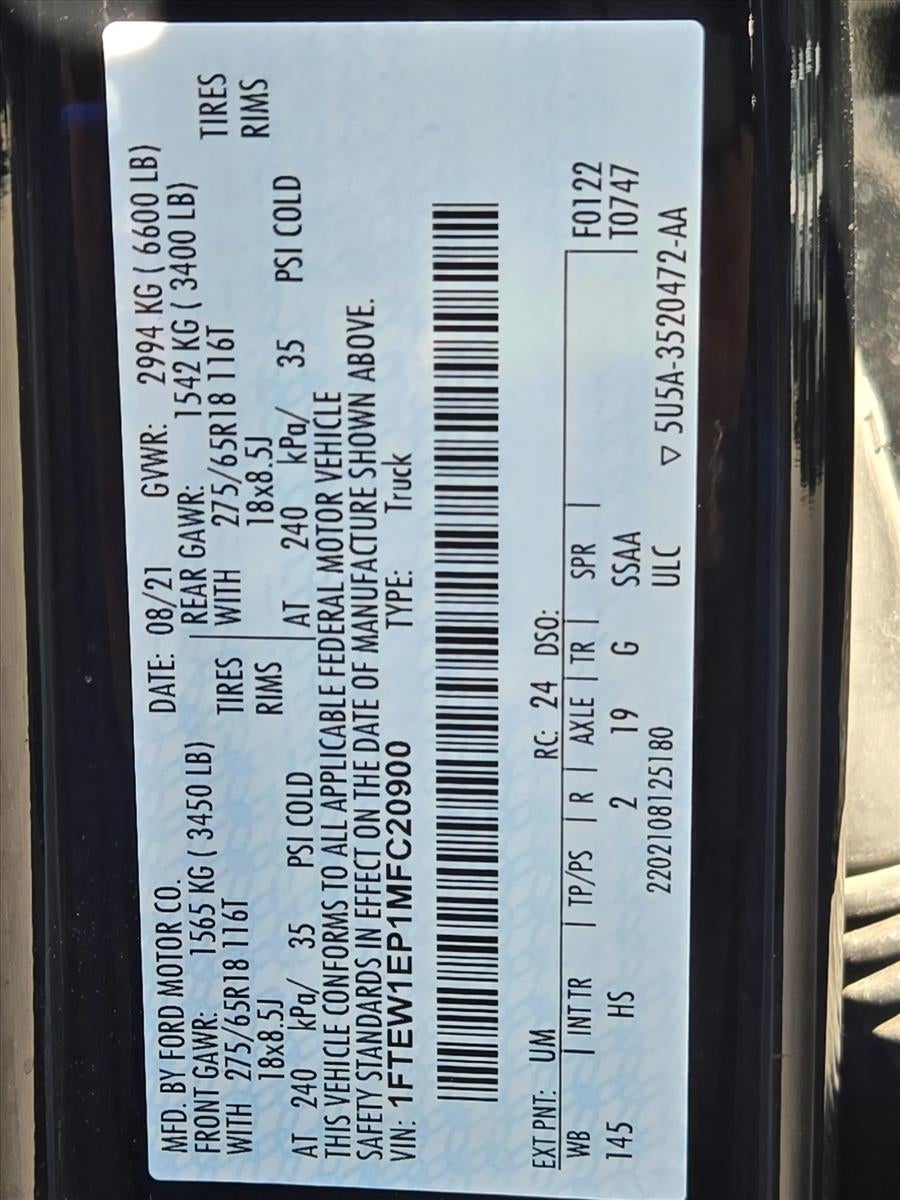 MFD. BY FORD MOTOR CO. DATE: 08/21 GVWR: 2994 KG ( 6600 LB)
FRONT GAWR: 1565 KG ( 3450 LB) REAR GAWR: 1542 KG ( 3400 LB)
WITH 275/65R18 116T TIRES WITH 275/65R18 116T TIRES
18x8.5J RIMS 18x8.5J RIMS
AT 240 kPa/ 35 PSI COLD AT 240 kPa/ 35 PSI COLD
THIS VEHICLE CONFORMS TO ALL APPLICABLE FEDERAL MOTOR VEHICLE
SAFETY STANDARDS IN EFFECT ON THE DATE OF MANUFACTURE SHOWN ABOVE.
VIN: 1FTEW1EP1MFC20900 TYPE: Truck
EXT PNT: UM RC: 24 DSO:
WB | INT TR | TP/PS | R | AXLE | TR | SPR | F0122
145 HS 2 19 G SSAA T0747
2202108125180 ULC ▽ 5U5A-3520472-AA